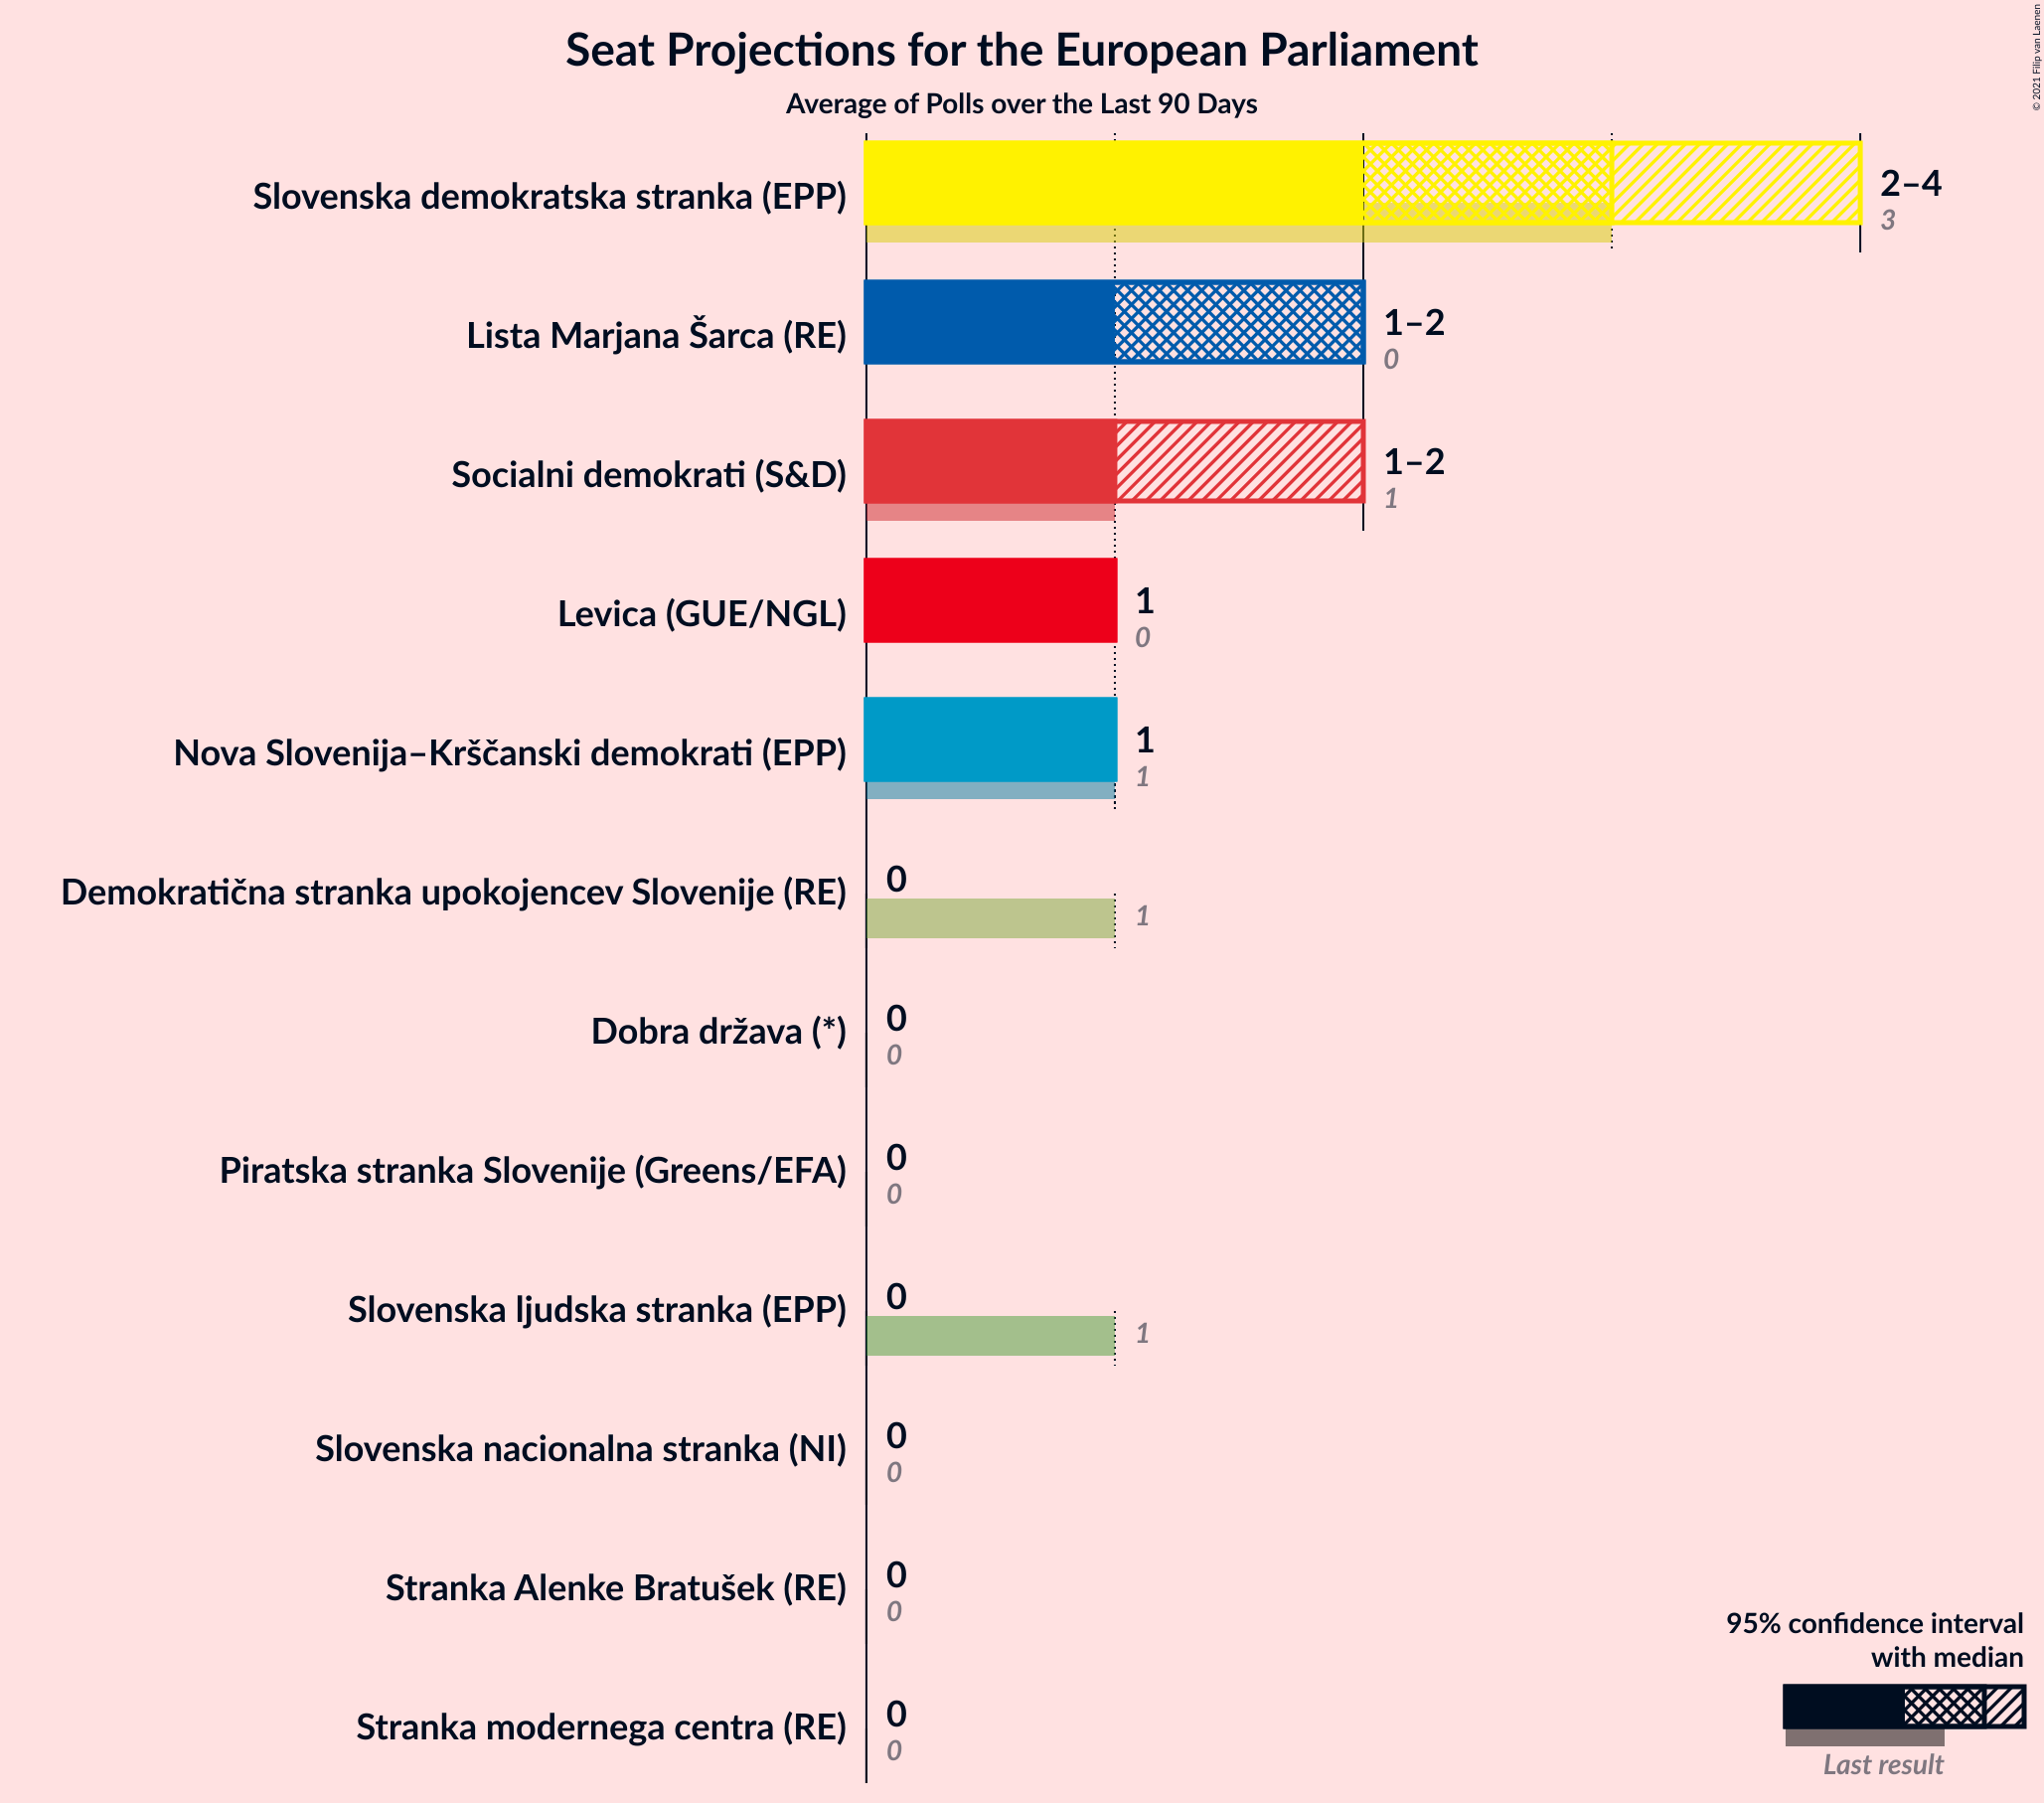 Seat Projections for the European Parliament
Average of Polls over the Last 90 Days
© 2021 Filip van Laenen
Slovenska demokratska stranka (EPP)
2–4
3
Lista Marjana Šarca (RE)
1–2
0
Socialni demokrati (S&D)
1–2
1
Levica (GUE/NGL)
1
0
Nova Slovenija–Krščanski demokrati (EPP)
1
1
Demokratična stranka upokojencev Slovenije (RE)
0
1
Dobra država (*)
0
0
Piratska stranka Slovenije (Greens/EFA)
0
0
Slovenska ljudska stranka (EPP)
0
1
Slovenska nacionalna stranka (NI)
0
0
Stranka Alenke Bratušek (RE)
0
0
Stranka modernega centra (RE)
0
0
95% confidence interval
with median
Last result